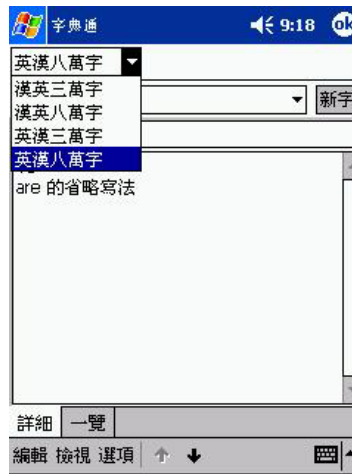 字典通 9:18 ok
英漢八萬字
漢英三萬字
漢英八萬字
英漢三萬字
英漢八萬字
新字
are 的省略寫法
詳細 一覽
編輯 檢視 選項